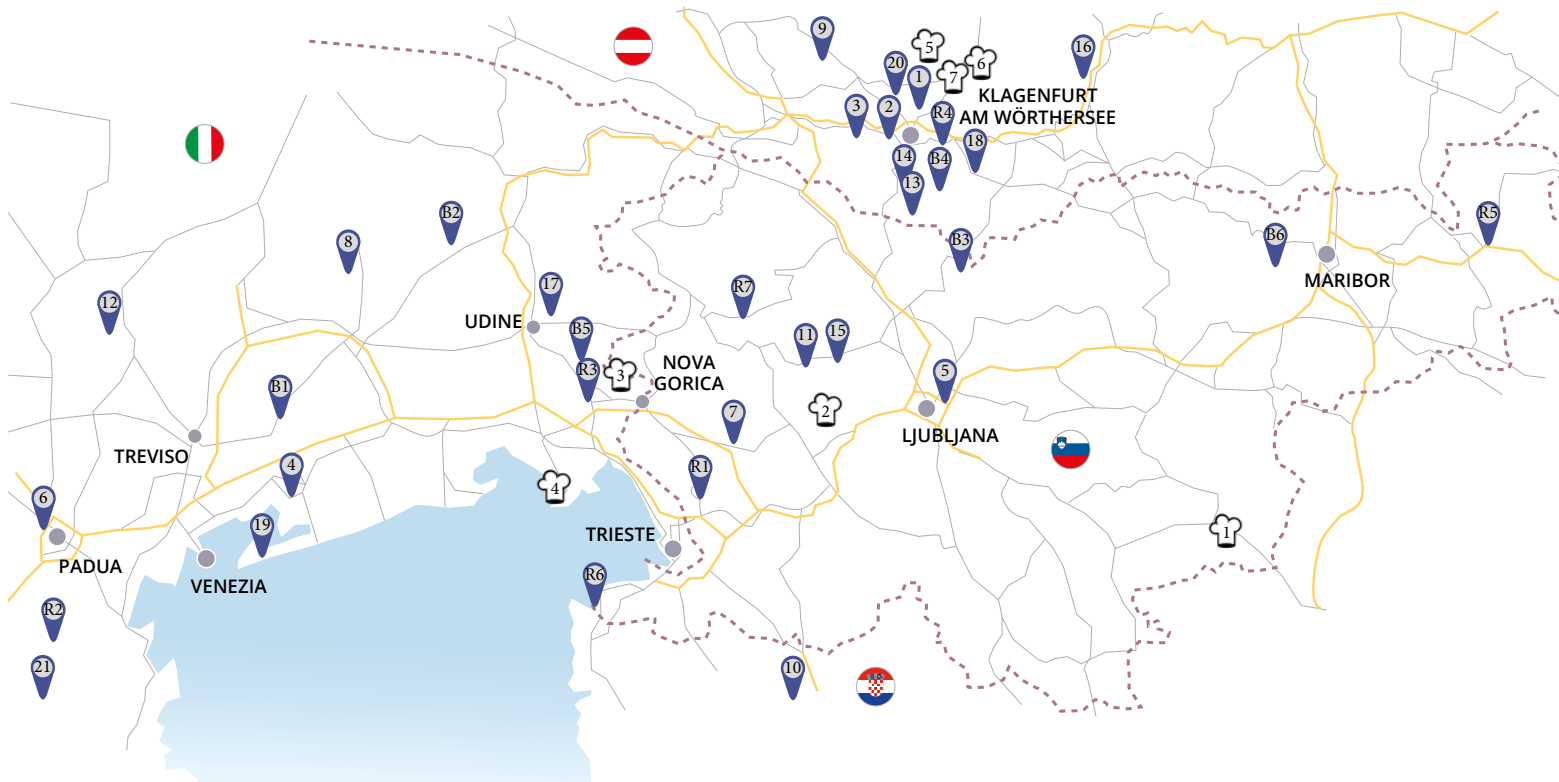 9
5
16
20
1
7
6
KLAGENFURT
AM WÖRTHERSEE
3
2
R4
18
14
B4
13
B2
8
B3
R5
B6
MARIBOR
12
17
R7
UDINE
B5
11
15
R3
3
NOVA
GORICA
5
B1
7
2
LJUBLJANA
TREVISO
4
R1
6
4
19
TRIESTE
1
PADUA
VENEZIA
R6
R2
21
10